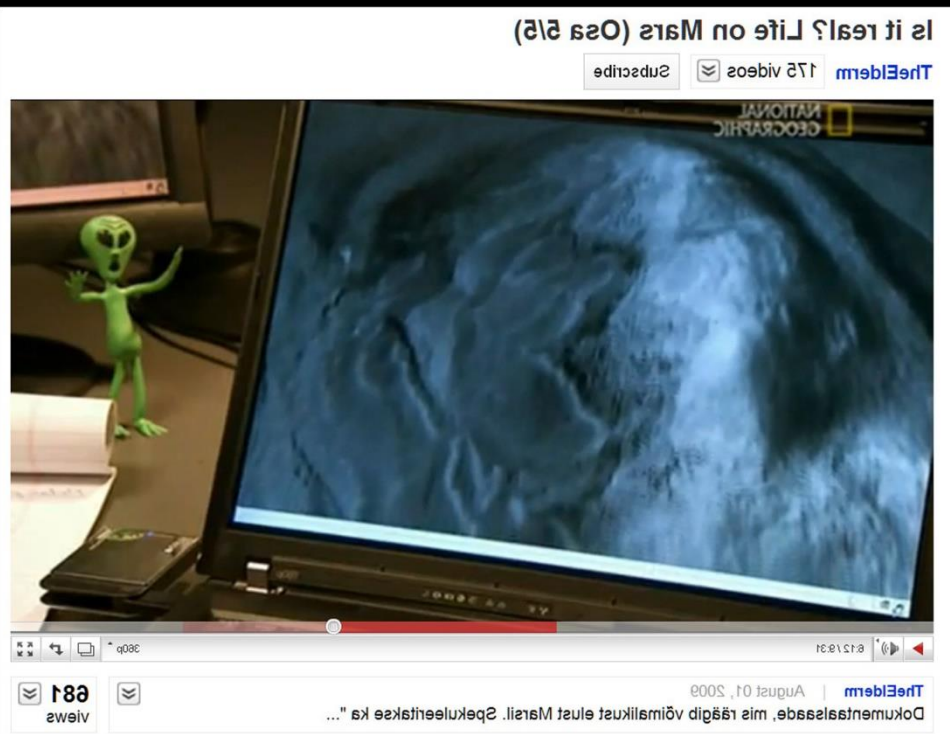 Is it real? Life on Mars (Osa 5/5)
TheElderm
175 videos
Subscribe
NATIONAL
GEOGRAPHIC
6:12 / 9:31
360p
TheElderm | August 01, 2009
Dokumentaalsaade, mis räägib võimalikust elust Marsil. Spekuleeritakse ka "...
681
views